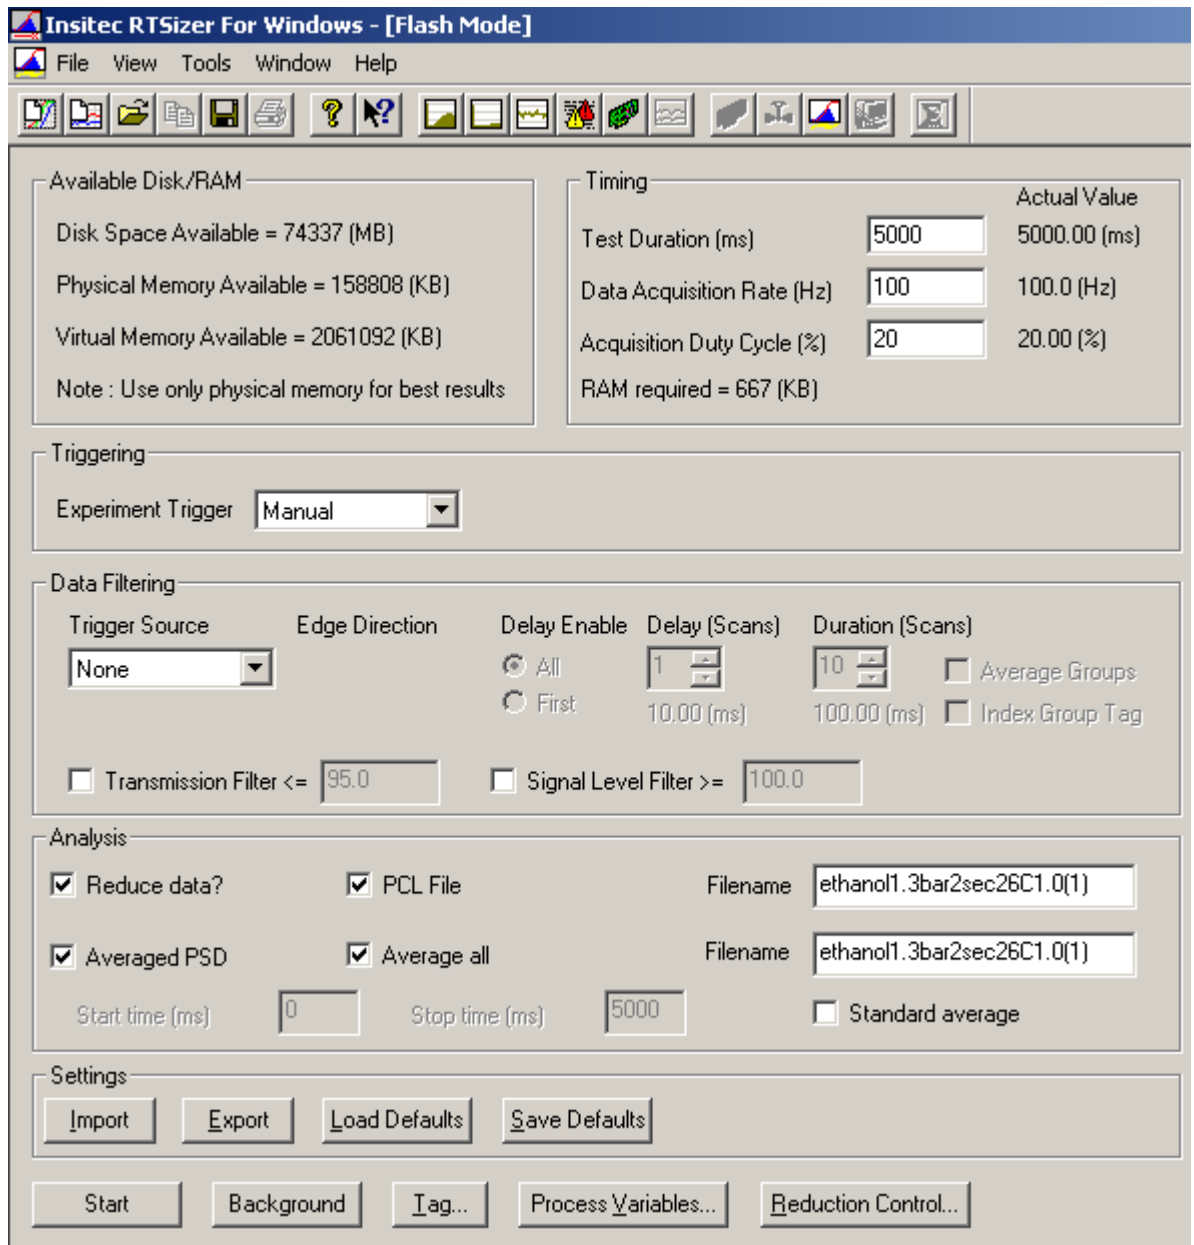 Insitec RTSizer For Windows - [Flash Mode]
File View Tools Window Help
Available Disk/RAM
Disk Space Available = 74337 (MB)
Physical Memory Available = 158808 (KB)
Virtual Memory Available = 2061092 (KB)
Note : Use only physical memory for best results
Timing
Actual Value
Test Duration (ms) 5000 5000.00 (ms)
Data Acquisition Rate (Hz) 100 100.0 (Hz)
Acquisition Duty Cycle (%) 20 20.00 (%)
RAM required = 667 (KB)
Triggering
Experiment Trigger Manual
Data Filtering
Trigger Source Edge Direction Delay Enable Delay (Scans) Duration (Scans)
None All 1 10 Average Groups
First 10.00 (ms) 100.00 (ms) Index Group Tag
Transmission Filter <= 95.0 Signal Level Filter >= 100.0
Analysis
Reduce data? PCL File Filename ethanol1.3bar2sec26C1.0(1)
Averaged PSD Average all Filename ethanol1.3bar2sec26C1.0(1)
Start time (ms) 0 Stop time (ms) 5000 Standard average
Settings
Import Export Load Defaults Save Defaults
Start Background Tag... Process Variables... Reduction Control...